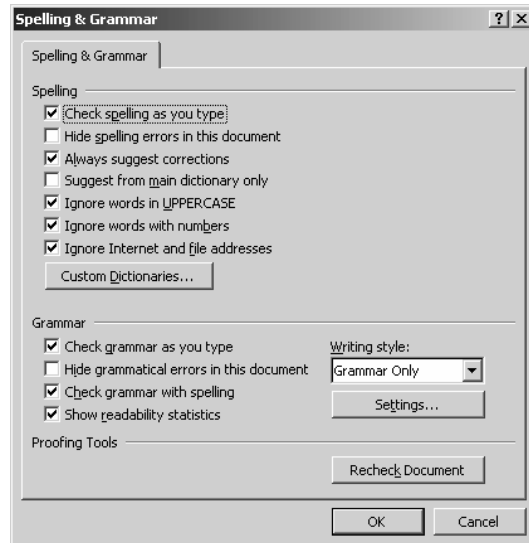 Spelling & Grammar
Spelling & Grammar
Spelling
Check spelling as you type
Hide spelling errors in this document
Always suggest corrections
Suggest from main dictionary only
Ignore words in UPPERCASE
Ignore words with numbers
Ignore Internet and file addresses
Custom Dictionaries...
Grammar
Check grammar as you type
Writing style:
Hide grammatical errors in this document
Grammar Only
Check grammar with spelling
Settings...
Show readability statistics
Proofing Tools
Recheck Document
OK Cancel